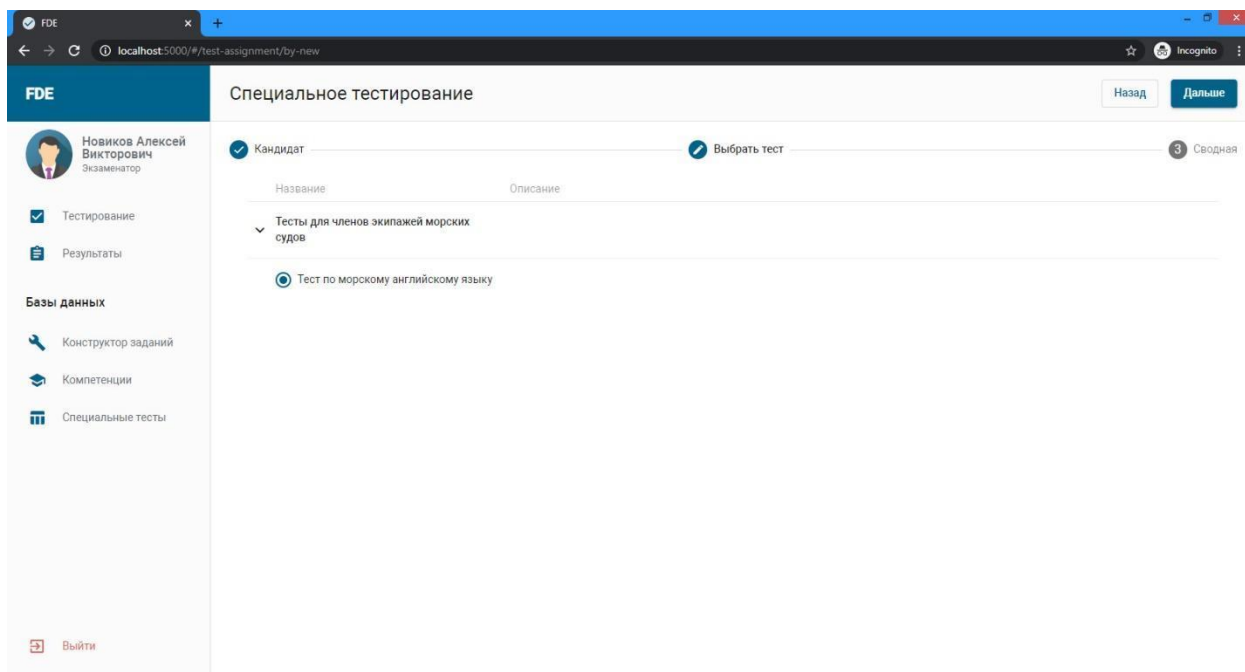 FDE
localhost:5000/#/test-assignment/by-new
Incognito
FDE
Специальное тестирование
Назад
Дальше
Новиков Алексей
Викторович
Экзаменатор
Кандидат
Выбрать тест
3 Сводная
Название
Описание
Тестирование
Тесты для членов экипажей морских
судов
Результаты
Тест по морскому английскому языку
Базы данных
Конструктор заданий
Компетенции
Специальные тесты
Выйти